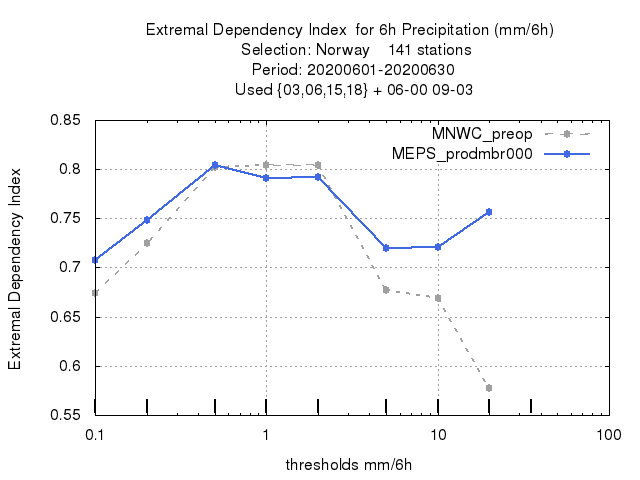 Extremal Dependency Index  for 6h Precipitation (mm/6h)
Selection: Norway    141 stations
Period: 20200601-20200630
Used {03,06,15,18} + 06-00 09-03
MNWC_preop
MEPS_prodmbr000
0.85
0.8
0.75
0.7
0.65
0.6
0.55
Extremal Dependency Index
0.1 1 10 100
thresholds mm/6h